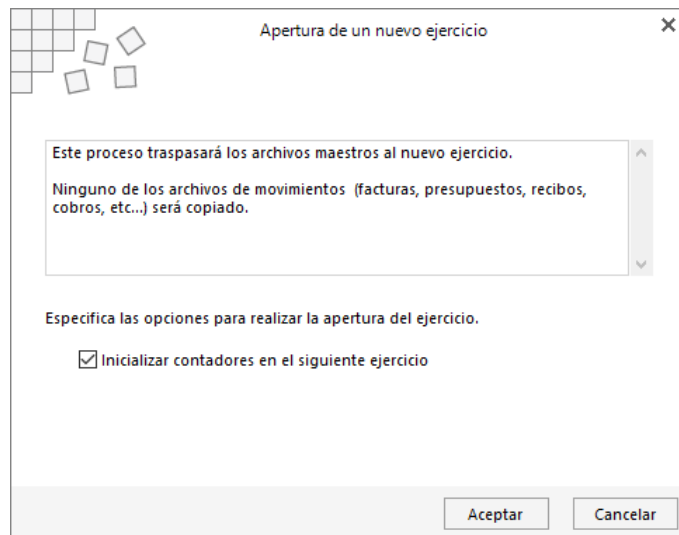 Apertura de un nuevo ejercicio
Este proceso traspasará los archivos maestros al nuevo ejercicio.
Ninguno de los archivos de movimientos (facturas, presupuestos, recibos,
cobros, etc...) será copiado.
Especifica las opciones para realizar la apertura del ejercicio.
Inicializar contadores en el siguiente ejercicio
Aceptar
Cancelar